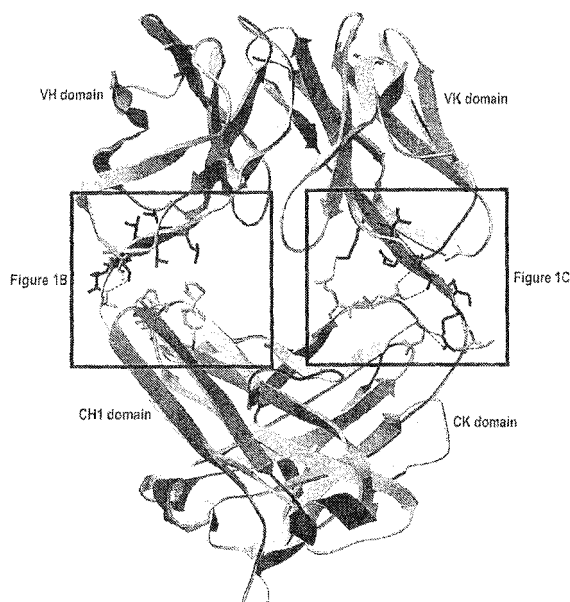 VH domain
VK domain
Figure 1B
Figure 1C
CH1 domain
CK domain